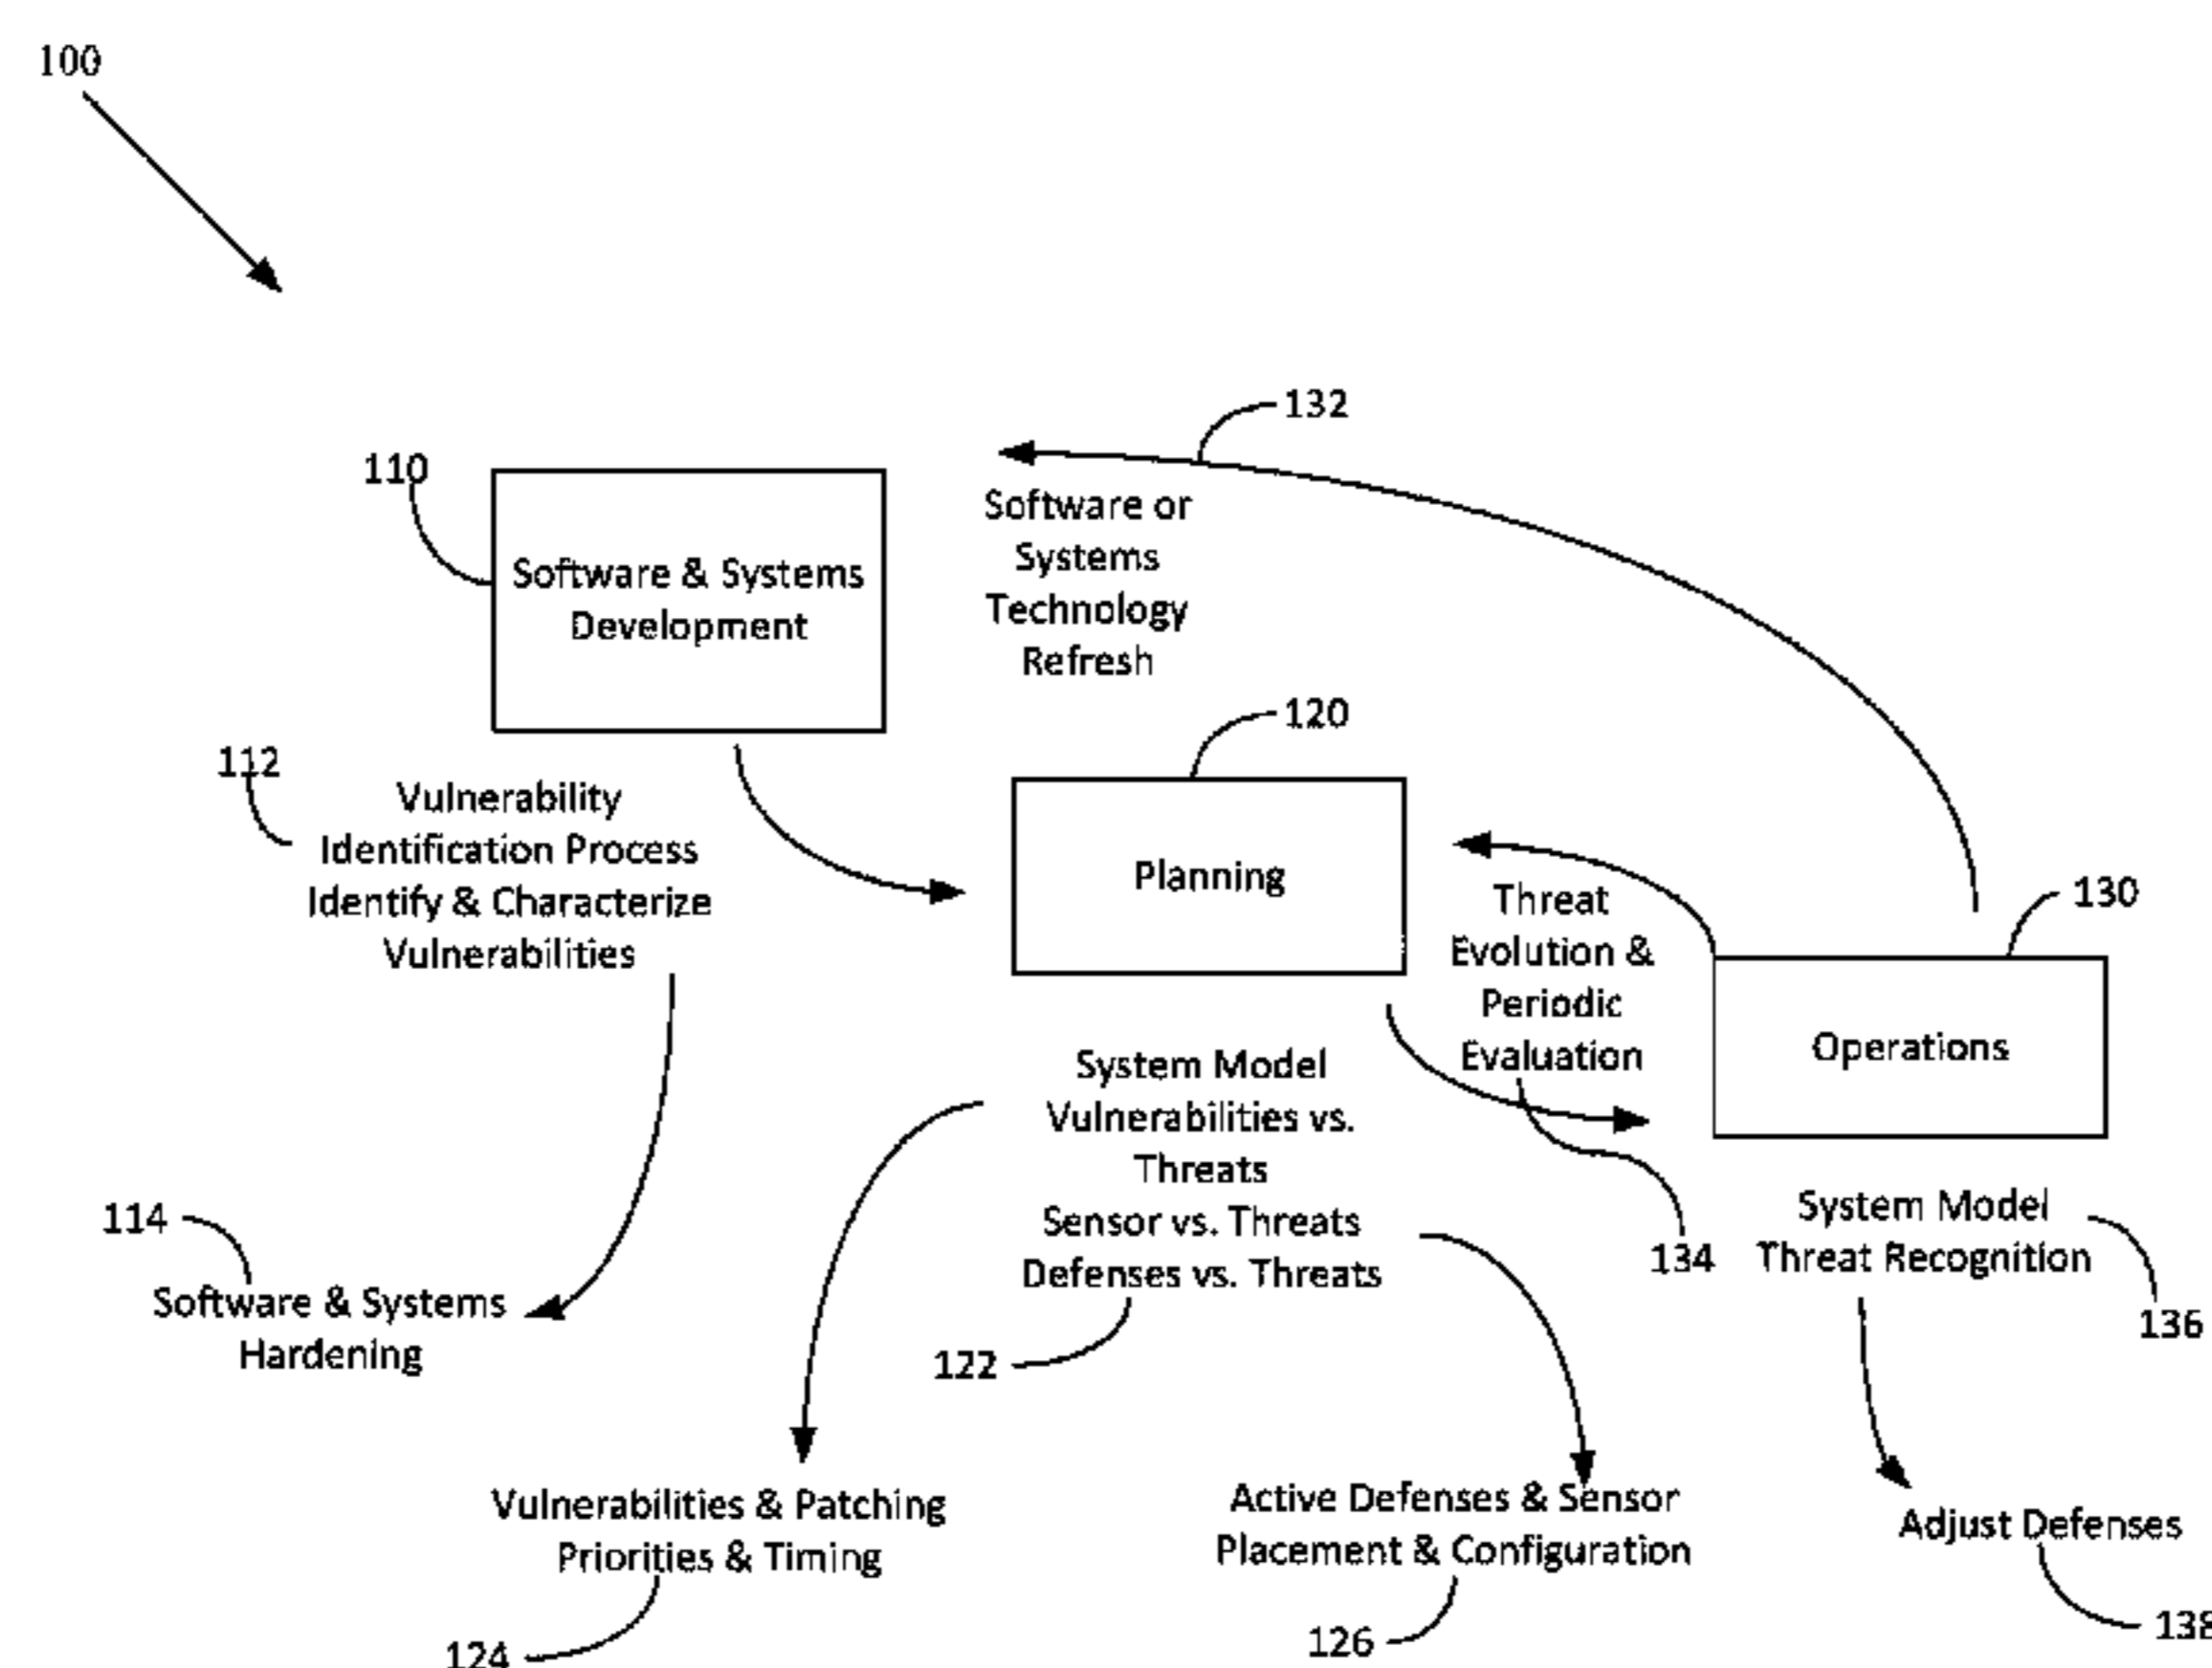 100
132
110
Software & Systems
Development
Software or
Systems
Technology
Refresh
120
112
Vulnerability
Identification Process
Identify & Characterize
Vulnerabilities
Planning
Threat
Evolution &
Periodic
Evaluation
130
Operations
System Model
Vulnerabilities vs.
Threats
Sensor vs. Threats
Defenses vs. Threats
122
134
System Model
Threat Recognition
136
114
Software & Systems
Hardening
Vulnerabilities & Patching
Priorities & Timing
124
Active Defenses & Sensor
Placement & Configuration
126
Adjust Defenses
138